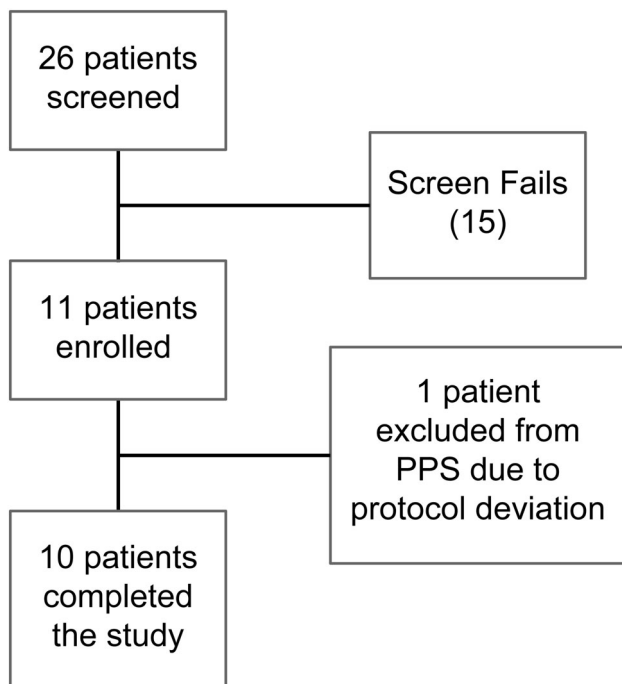 26 patients
screened
Screen Fails
(15)
11 patients
enrolled
1 patient
excluded from
PPS due to
protocol deviation
10 patients
completed
the study